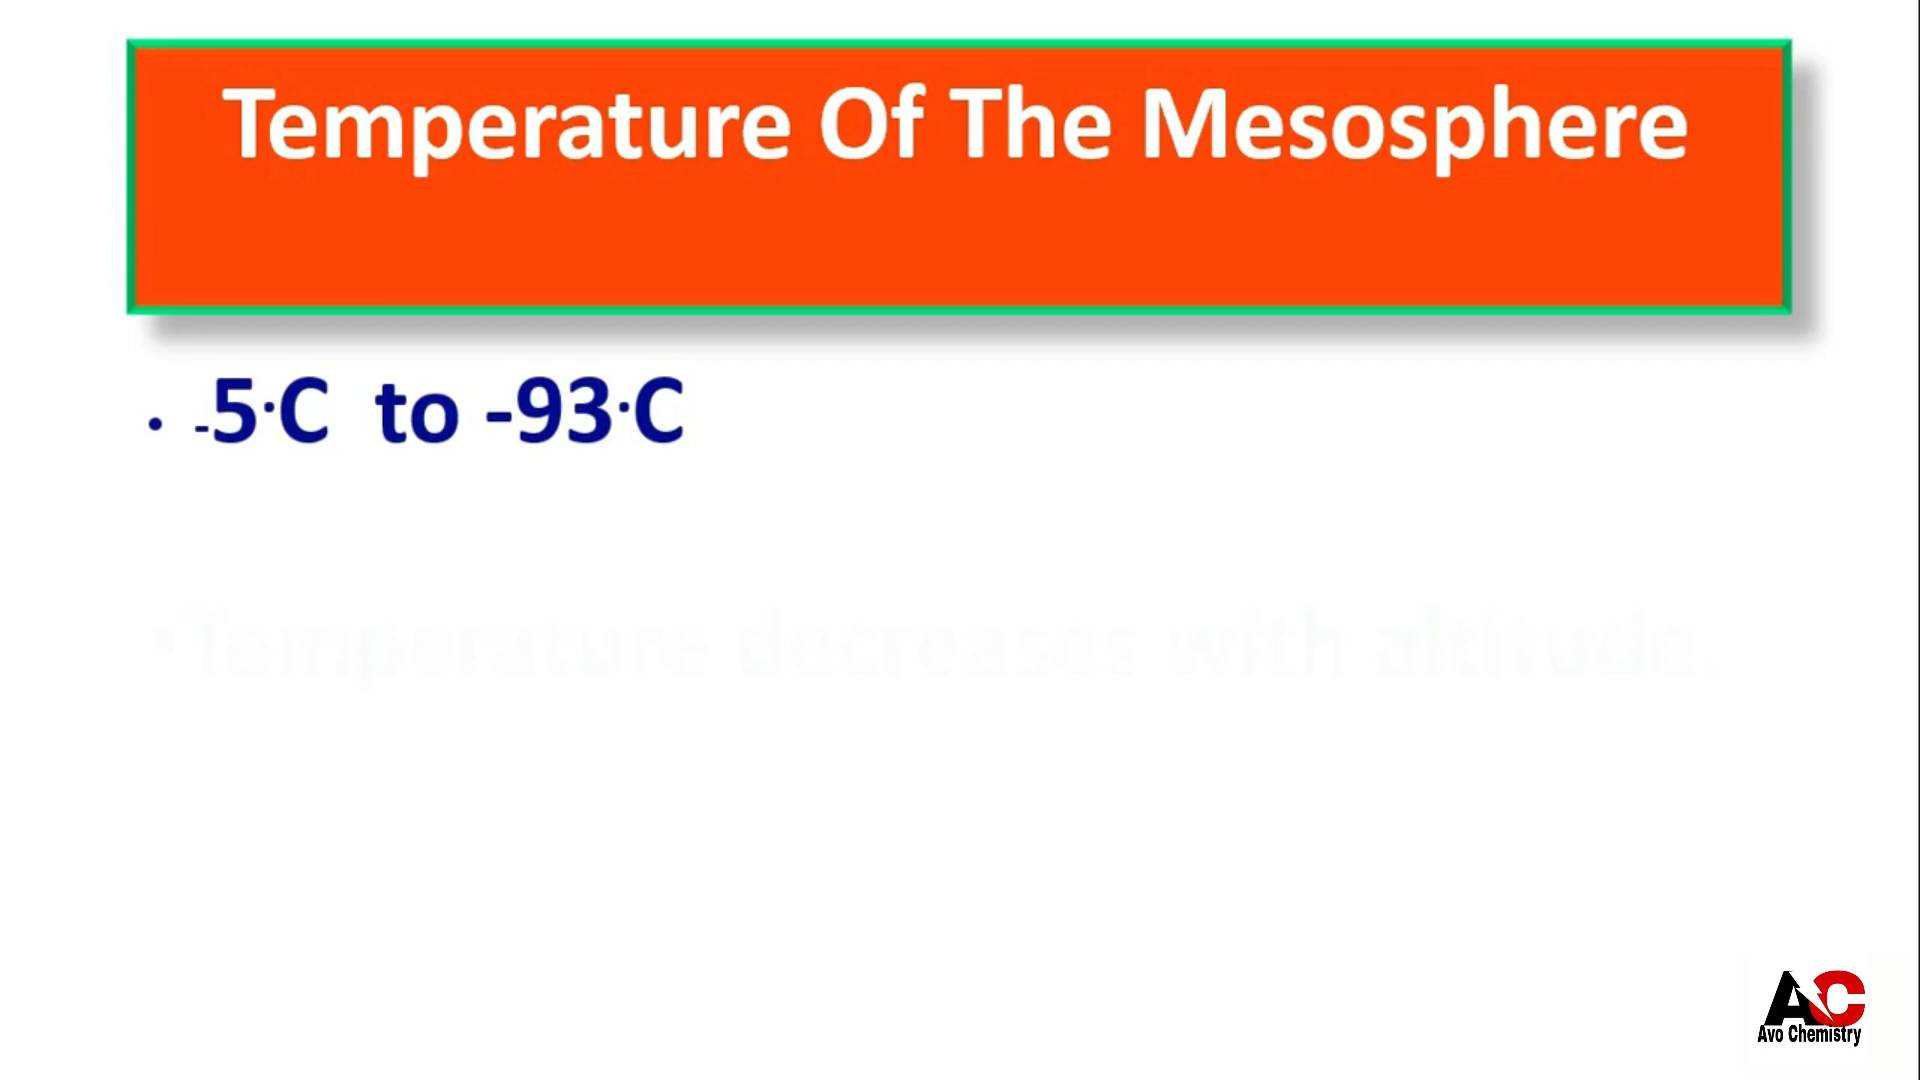 Temperature Of The Mesosphere
• -5·C to -93·C
•Temperature decreases with altitude.
AC
Avo Chemistry